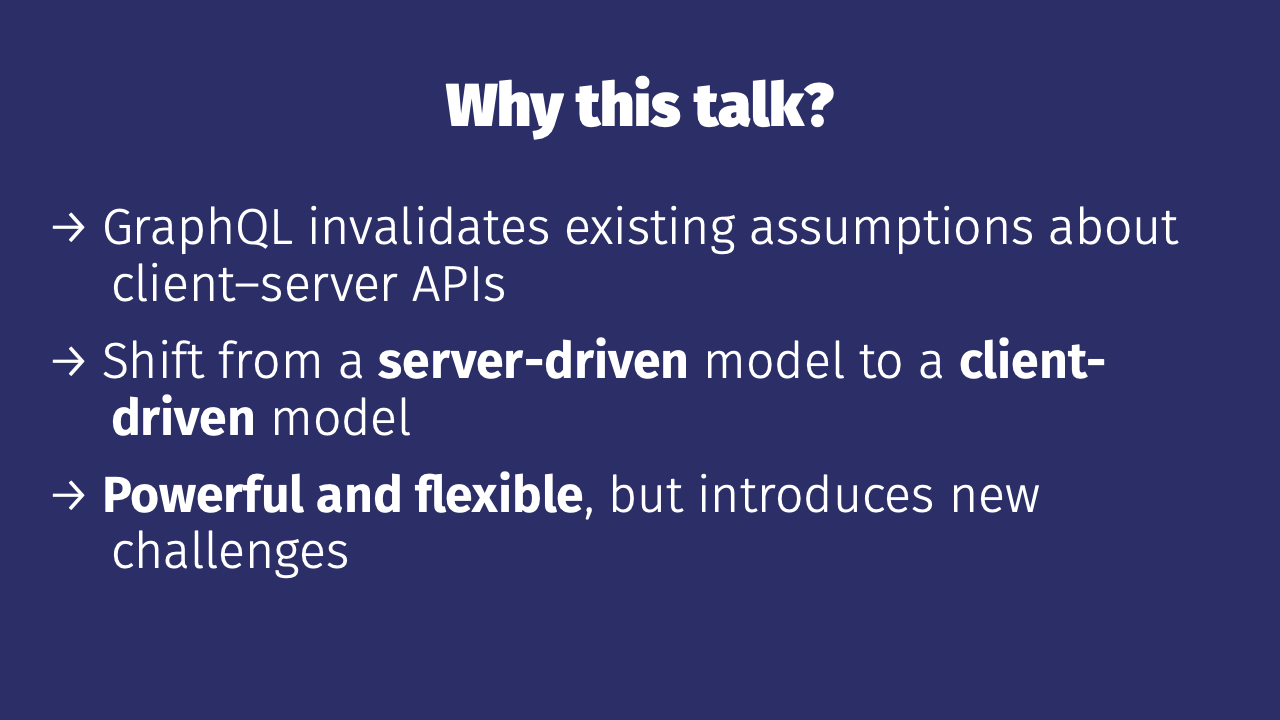 Why this talk?
→ GraphQL invalidates existing assumptions about
client–server APIs
→ Shift from a server-driven model to a client-
driven model
→ Powerful and flexible, but introduces new
challenges